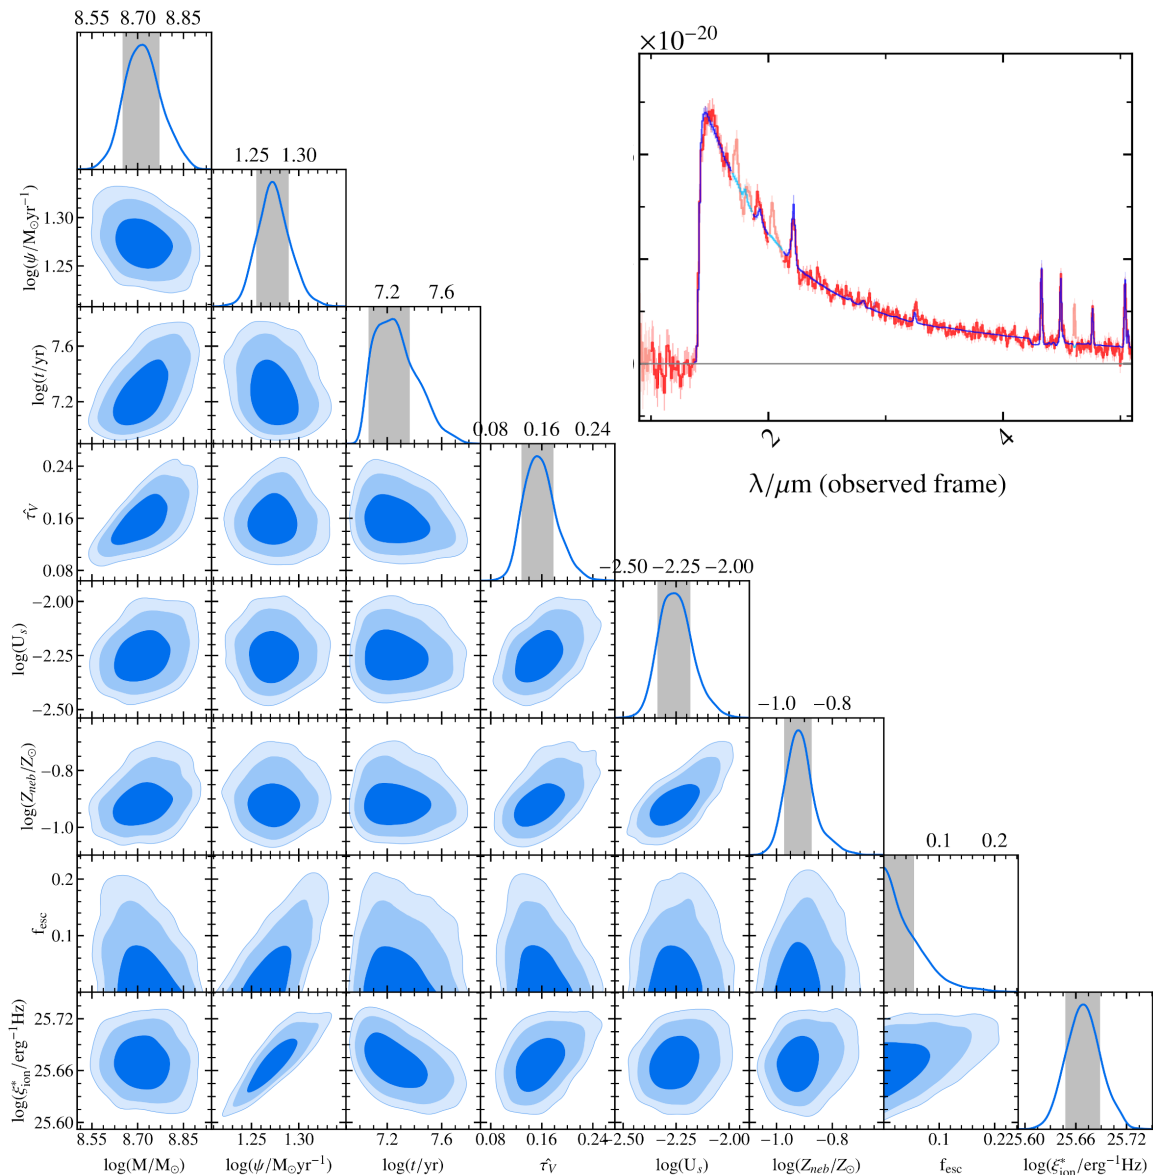 8.55 8.70 8.85
×10⁻²⁰
1.25 1.30
log(ψ/M☉yr⁻¹)
1.30
1.25
7.2 7.6
log(t/yr)
7.6
7.2
0.08 0.16 0.24
2 4
λ/μm (observed frame)
τ̂_V
0.24
0.16
0.08
−2.50 −2.25 −2.00
log(U_s)
−2.00
−2.25
−2.50
−1.0 −0.8
log(Z_neb/Z☉)
−0.8
−1.0
0.1 0.2
f_esc
0.2
0.1
log(ξ*_ion/erg⁻¹Hz)
25.72
25.66
25.60
8.55 8.70 8.85 1.25 1.30 7.2 7.6 0.08 0.16 0.24 −2.50 −2.25 −2.00 −1.0 −0.8 0.1 0.2 25.60 25.66 25.72
log(M/M☉) log(ψ/M☉yr⁻¹) log(t/yr) τ̂_V log(U_s) log(Z_neb/Z☉) f_esc log(ξ*_ion/erg⁻¹Hz)